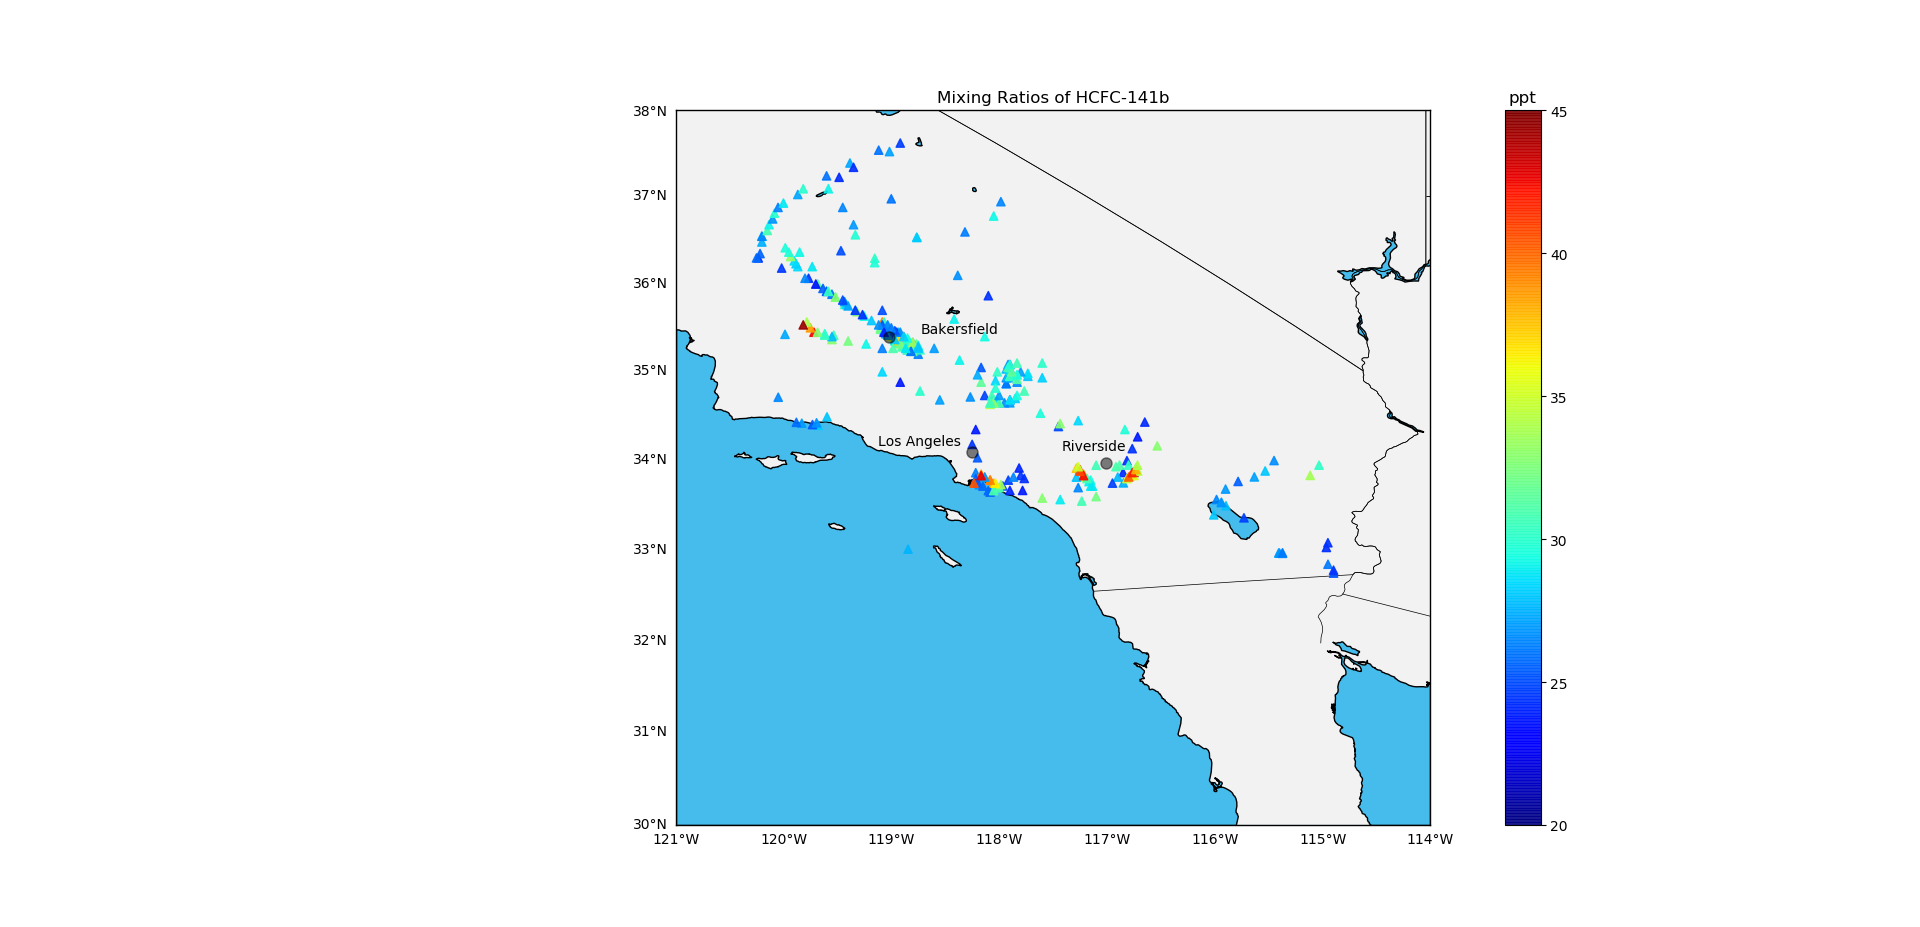 Mixing Ratios of HCFC-141b
ppt
38°N
37°N
36°N
35°N
34°N
33°N
32°N
31°N
30°N
121°W
120°W
119°W
118°W
117°W
116°W
115°W
114°W
Bakersfield
Los Angeles
Riverside
45
40
35
30
25
20